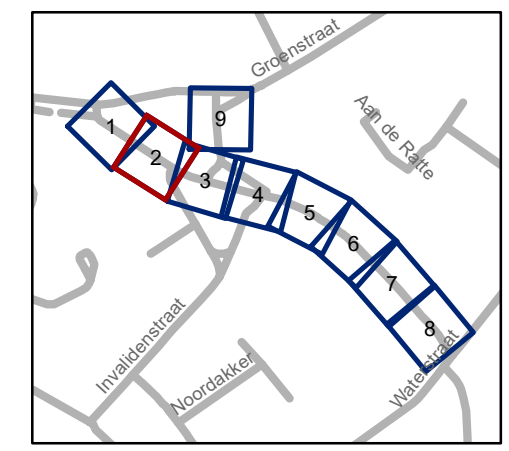 Groenstraat
Aan de Ratte
1
9
2
3
4
5
6
7
8
Invalidenstraat
Noordakker
Waterstraat